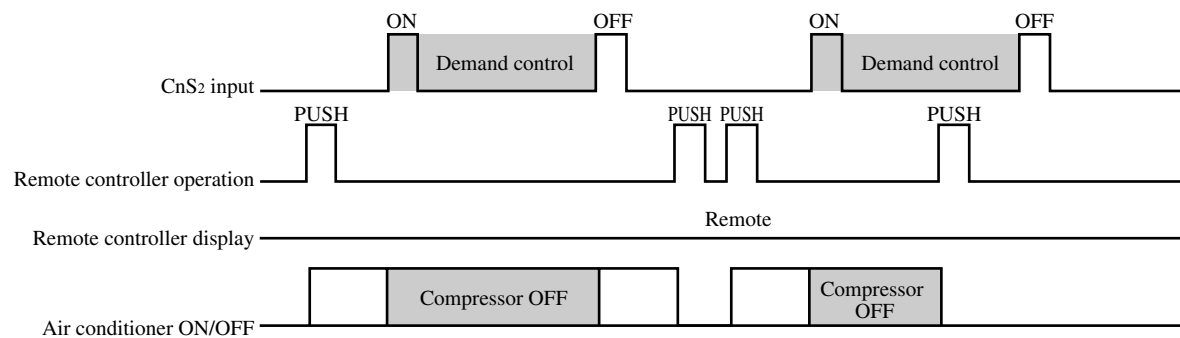 ON
OFF
ON
OFF
Demand control
Demand control
CnS2 input
PUSH
PUSH
PUSH
PUSH
Remote controller operation
Remote
Remote controller display
Compressor OFF
Compressor
OFF
Air conditioner ON/OFF